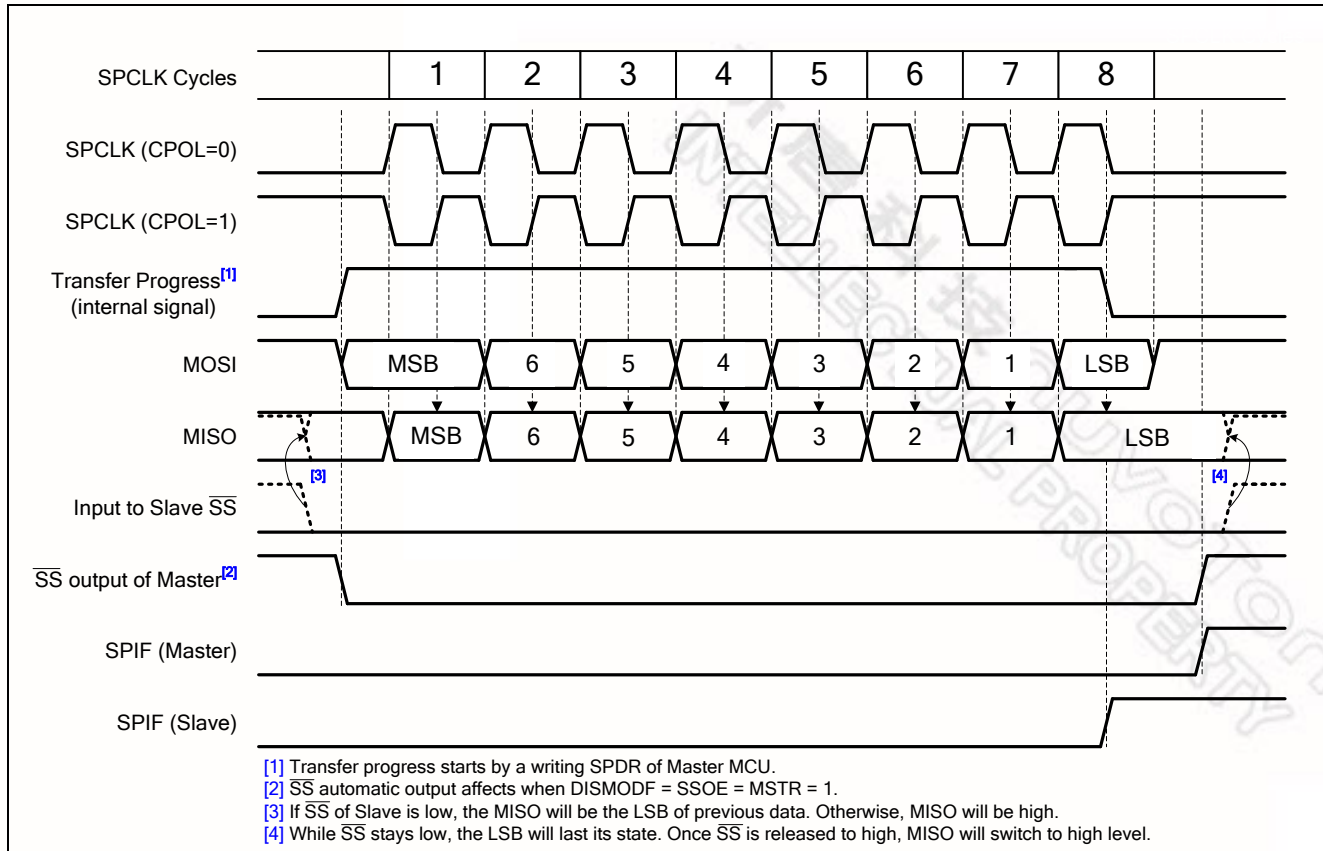 SPCLK Cycles 1 2 3 4 5 6 7 8
SPCLK (CPOL=0)
SPCLK (CPOL=1)
Transfer Progress[1]
(internal signal)
MOSI MSB 6 5 4 3 2 1 LSB
MISO MSB 6 5 4 3 2 1 LSB
[3] [4]
Input to Slave SS
SS output of Master[2]
SPIF (Master)
SPIF (Slave)
[1] Transfer progress starts by a writing SPDR of Master MCU.
[2] SS automatic output affects when DISMODF = SSOE = MSTR = 1.
[3] If SS of Slave is low, the MISO will be the LSB of previous data. Otherwise, MISO will be high.
[4] While SS stays low, the LSB will last its state. Once SS is released to high, MISO will switch to high level.
科技 nuvoton
INTELLECTUAL PROPERTY